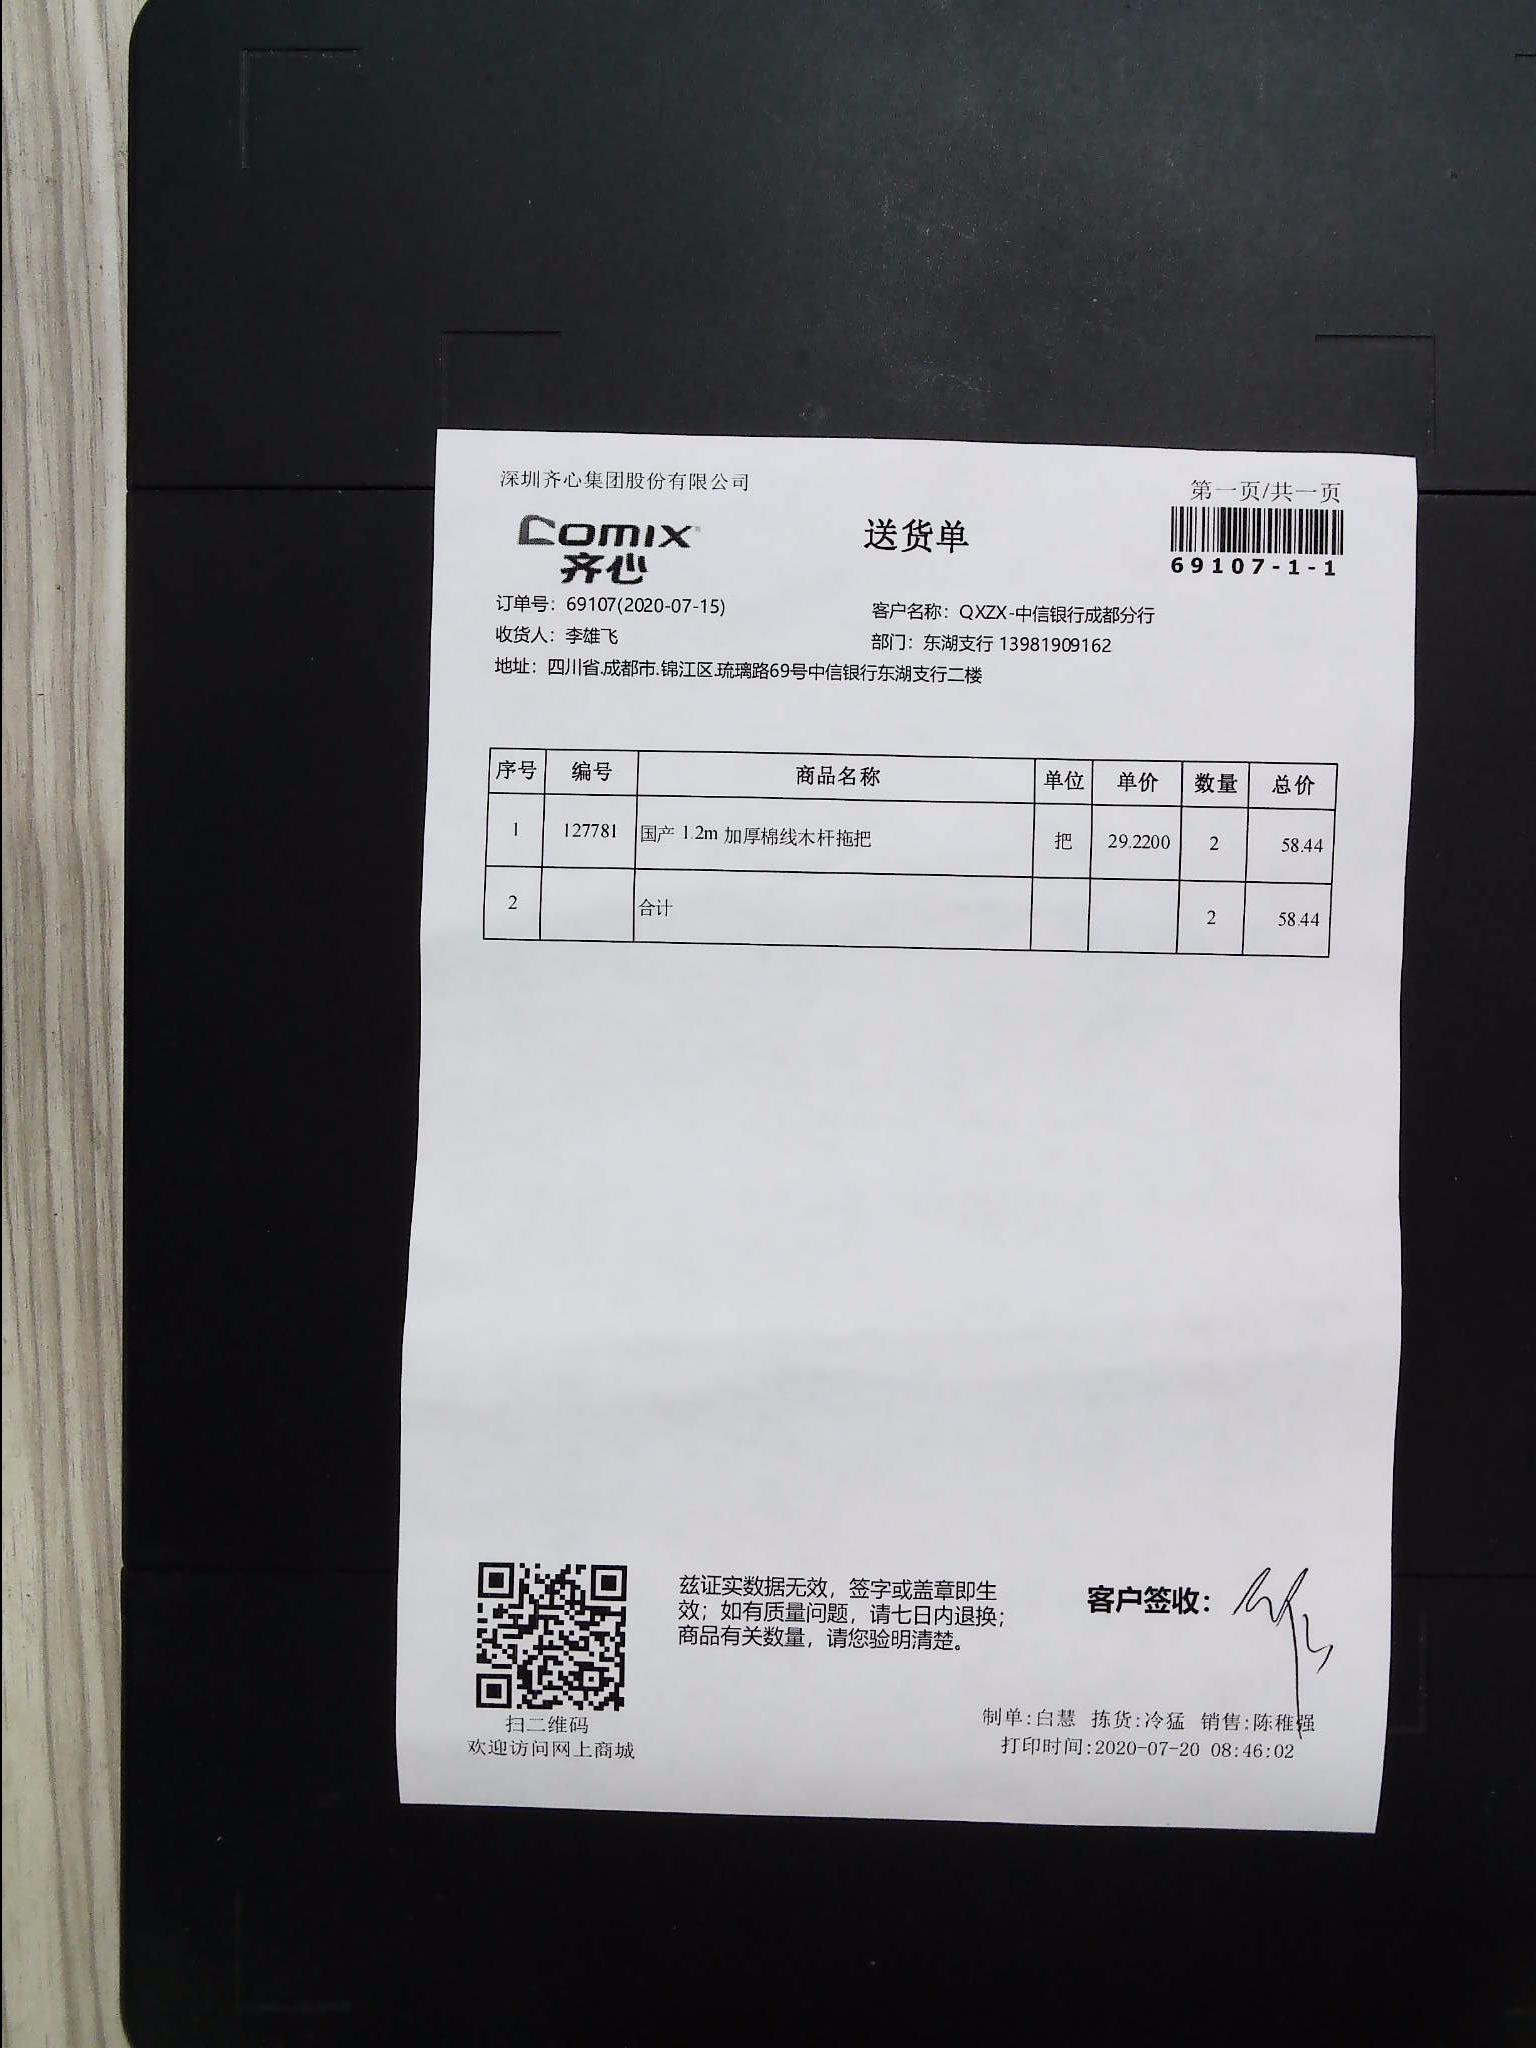 深圳齐心集团股份有限公司
第一页/共一页
comix
齐心
送货单
69107-1-1
订单号：69107(2020-07-15)
客户名称：QXZX-中信银行成都分行
收货人：李雄飞
部门：东湖支行 13981909162
地址：四川省.成都市.锦江区.琉璃路69号中信银行东湖支行二楼
序号 编号 商品名称 单位 单价 数量 总价
1 127781 国产 1.2m 加厚棉线木杆拖把 把 29.2200 2 58.44
2 合计 2 58.44
兹证实数据无效，签字或盖章即生
效；如有质量问题，请七日内退换；
商品有关数量，请您验明清楚。
客户签收：
扫二维码
欢迎访问网上商城
制单:白慧 拣货:冷猛 销售:陈稚强
打印时间:2020-07-20 08:46:02